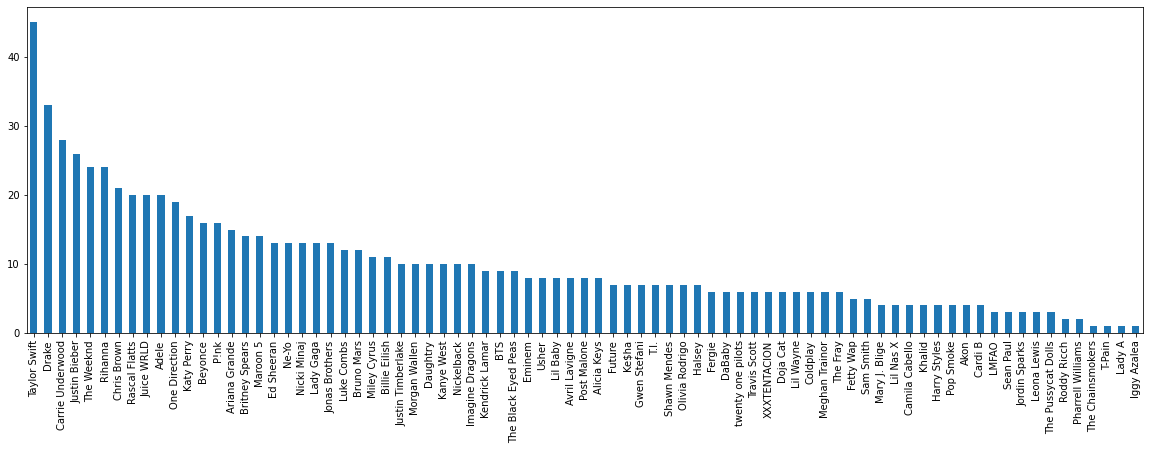 40
30
20
10
0
Taylor Swift
Drake
Carrie Underwood
Justin Bieber
The Weeknd
Rihanna
Chris Brown
Rascal Flatts
Juice WRLD
Adele
One Direction
Katy Perry
Beyonce
P!nk
Ariana Grande
Britney Spears
Maroon 5
Ed Sheeran
Ne-Yo
Nicki Minaj
Lady Gaga
Jonas Brothers
Luke Combs
Bruno Mars
Miley Cyrus
Billie Eilish
Justin Timberlake
Morgan Wallen
Daughtry
Kanye West
Nickelback
Imagine Dragons
Kendrick Lamar
BTS
The Black Eyed Peas
Eminem
Usher
Lil Baby
Avril Lavigne
Post Malone
Alicia Keys
Future
Kesha
Gwen Stefani
T.I.
Shawn Mendes
Olivia Rodrigo
Halsey
Fergie
DaBaby
twenty one pilots
Travis Scott
XXXTENTACION
Doja Cat
Lil Wayne
Coldplay
Meghan Trainor
The Fray
Fetty Wap
Sam Smith
Mary J. Blige
Lil Nas X
Camila Cabello
Khalid
Harry Styles
Pop Smoke
Akon
Cardi B
LMFAO
Sean Paul
Jordin Sparks
Leona Lewis
The Pussycat Dolls
Roddy Ricch
Pharrell Williams
The Chainsmokers
T-Pain
Lady A
Iggy Azalea